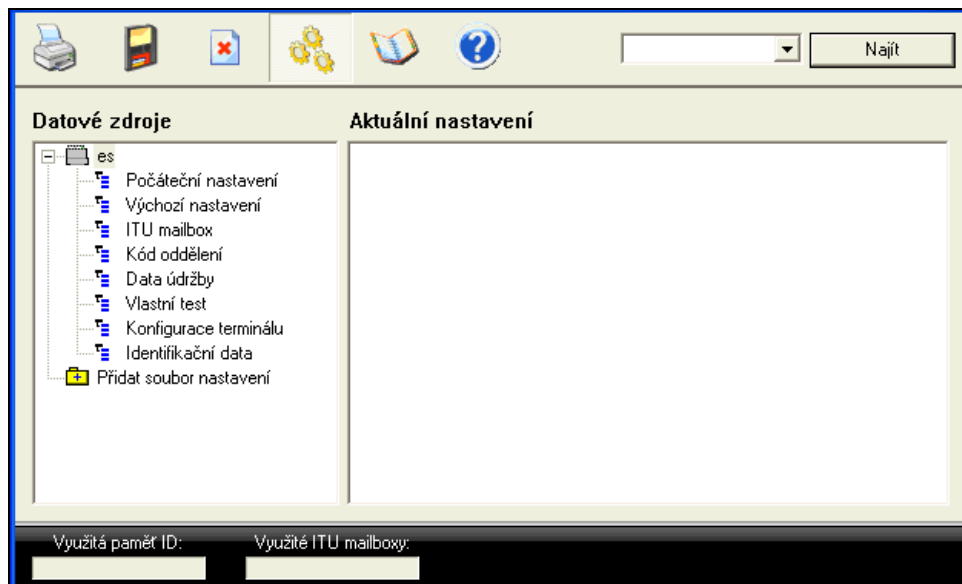 Najít
Datové zdroje
Aktuální nastavení
es
Počáteční nastavení
Výchozí nastavení
ITU mailbox
Kód oddělení
Data údržby
Vlastní test
Konfigurace terminálu
Identifikační data
Přidat soubor nastavení
Využitá paměť ID:
Využité ITU mailboxy: